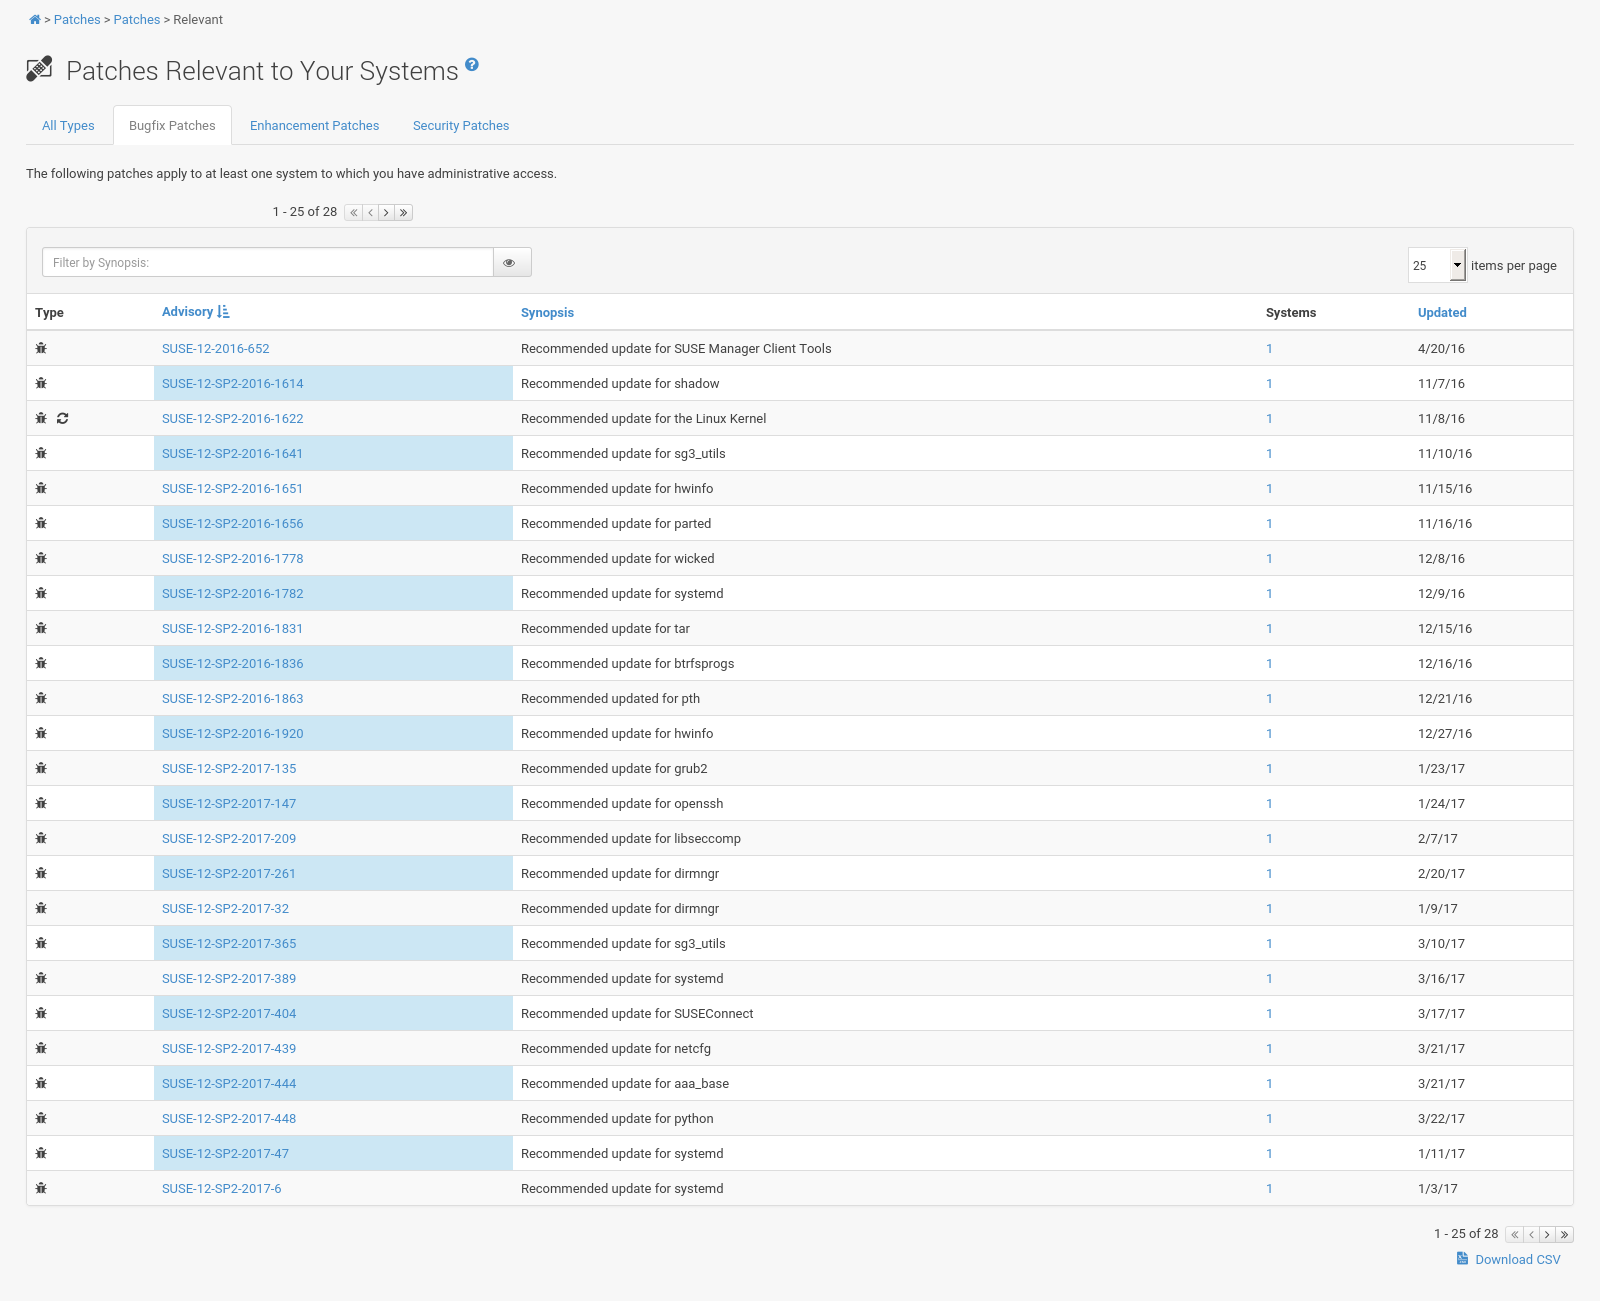 > Patches > Patches > Relevant
Patches Relevant to Your Systems ?
All Types Bugfix Patches Enhancement Patches Security Patches
The following patches apply to at least one system to which you have administrative access.
1 - 25 of 28
Filter by Synopsis: 25 items per page
Type Advisory Synopsis Systems Updated
SUSE-12-2016-652 Recommended update for SUSE Manager Client Tools 1 4/20/16
SUSE-12-SP2-2016-1614 Recommended update for shadow 1 11/7/16
SUSE-12-SP2-2016-1622 Recommended update for the Linux Kernel 1 11/8/16
SUSE-12-SP2-2016-1641 Recommended update for sg3_utils 1 11/10/16
SUSE-12-SP2-2016-1651 Recommended update for hwinfo 1 11/15/16
SUSE-12-SP2-2016-1656 Recommended update for parted 1 11/16/16
SUSE-12-SP2-2016-1778 Recommended update for wicked 1 12/8/16
SUSE-12-SP2-2016-1782 Recommended update for systemd 1 12/9/16
SUSE-12-SP2-2016-1831 Recommended update for tar 1 12/15/16
SUSE-12-SP2-2016-1836 Recommended update for btrfsprogs 1 12/16/16
SUSE-12-SP2-2016-1863 Recommended updated for pth 1 12/21/16
SUSE-12-SP2-2016-1920 Recommended update for hwinfo 1 12/27/16
SUSE-12-SP2-2017-135 Recommended update for grub2 1 1/23/17
SUSE-12-SP2-2017-147 Recommended update for openssh 1 1/24/17
SUSE-12-SP2-2017-209 Recommended update for libseccomp 1 2/7/17
SUSE-12-SP2-2017-261 Recommended update for dirmngr 1 2/20/17
SUSE-12-SP2-2017-32 Recommended update for dirmngr 1 1/9/17
SUSE-12-SP2-2017-365 Recommended update for sg3_utils 1 3/10/17
SUSE-12-SP2-2017-389 Recommended update for systemd 1 3/16/17
SUSE-12-SP2-2017-404 Recommended update for SUSEConnect 1 3/17/17
SUSE-12-SP2-2017-439 Recommended update for netcfg 1 3/21/17
SUSE-12-SP2-2017-444 Recommended update for aaa_base 1 3/21/17
SUSE-12-SP2-2017-448 Recommended update for python 1 3/22/17
SUSE-12-SP2-2017-47 Recommended update for systemd 1 1/11/17
SUSE-12-SP2-2017-6 Recommended update for systemd 1 1/3/17
1 - 25 of 28
Download CSV